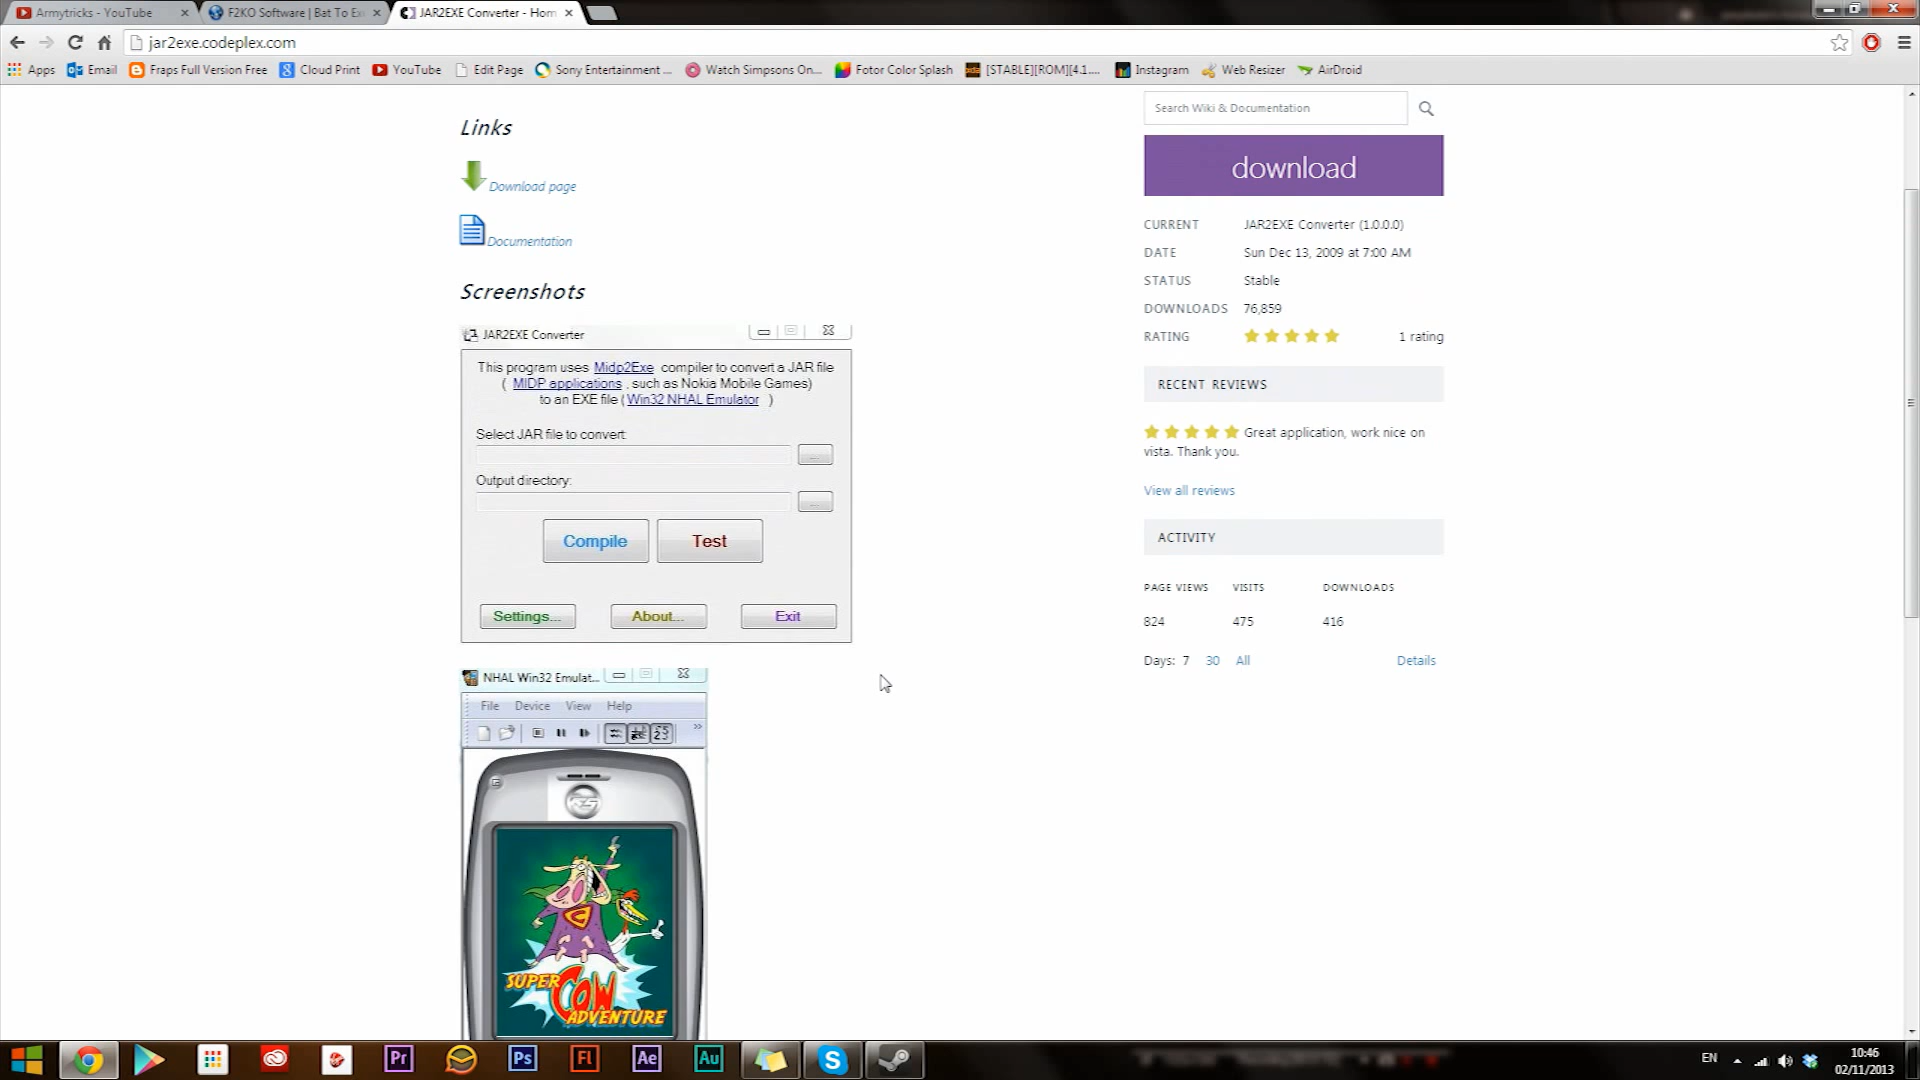 Armytricks - YouTube
F2KO Software | Bat To Ex
JAR2EXE Converter - Hom
jar2exe.codeplex.com
Apps
Email
Fraps Full Version Free
Cloud Print
YouTube
Edit Page
Sony Entertainment ...
Watch Simpsons On...
Fotor Color Splash
[STABLE][ROM][4.1....
Instagram
Web Resizer
AirDroid
Links
Download page
Documentation
Screenshots
JAR2EXE Converter
This program uses Midp2Exe compiler to convert a JAR file
( MIDP applications , such as Nokia Mobile Games)
to an EXE file ( Win32 NHAL Emulator )
Select JAR file to convert:
...
Output directory:
...
Compile
Test
Settings...
About...
Exit
NHAL Win32 Emulat...
File Device View Help
SUPER COW ADVENTURE
Search Wiki & Documentation
download
CURRENT JAR2EXE Converter (1.0.0.0)
DATE Sun Dec 13, 2009 at 7:00 AM
STATUS Stable
DOWNLOADS 76,859
RATING 1 rating
RECENT REVIEWS
Great application, work nice on
vista. Thank you.
View all reviews
ACTIVITY
PAGE VIEWS VISITS DOWNLOADS
824 475 416
Days: 7 30 All Details
Pr
Ps
Fl
Ae
Au
EN
10:46
02/11/2013